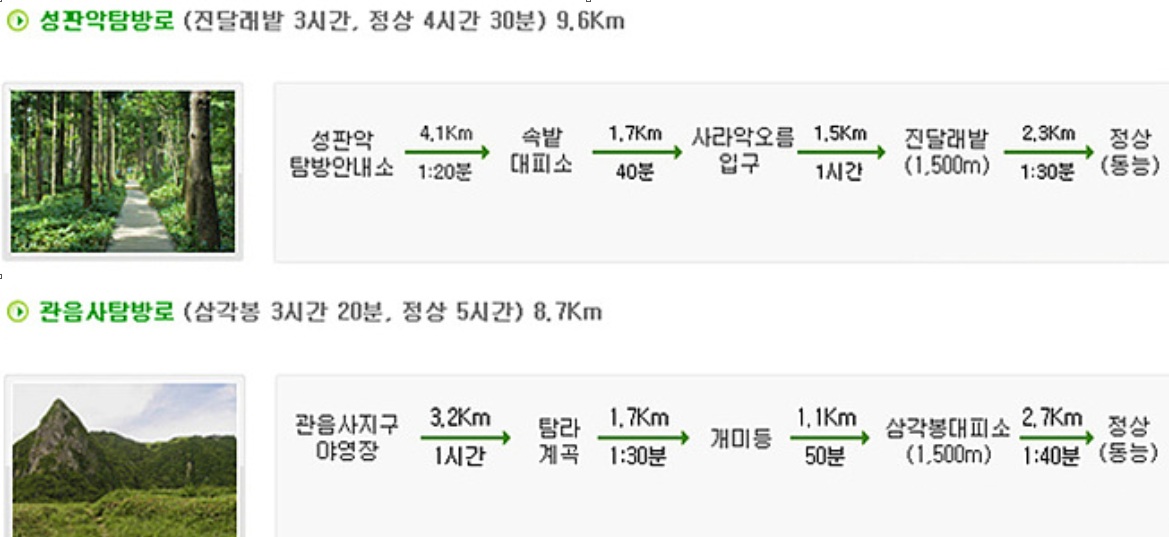 성판악탐방로 (진달래밭 3시간, 정상 4시간 30분) 9.6Km
성판악
탐방안내소
4.1Km
1:20분
속밭
대피소
1.7Km
40분
사라악오름
입구
1.5Km
1시간
진달래밭
(1,500m)
2.3Km
1:30분
정상
(동능)
관음사탐방로 (삼각봉 3시간 20분, 정상 5시간) 8.7Km
관음사지구
야영장
3.2Km
1시간
탐라
계곡
1.7Km
1:30분
개미등
1.1Km
50분
삼각봉대피소
(1,500m)
2.7Km
1:40분
정상
(동능)